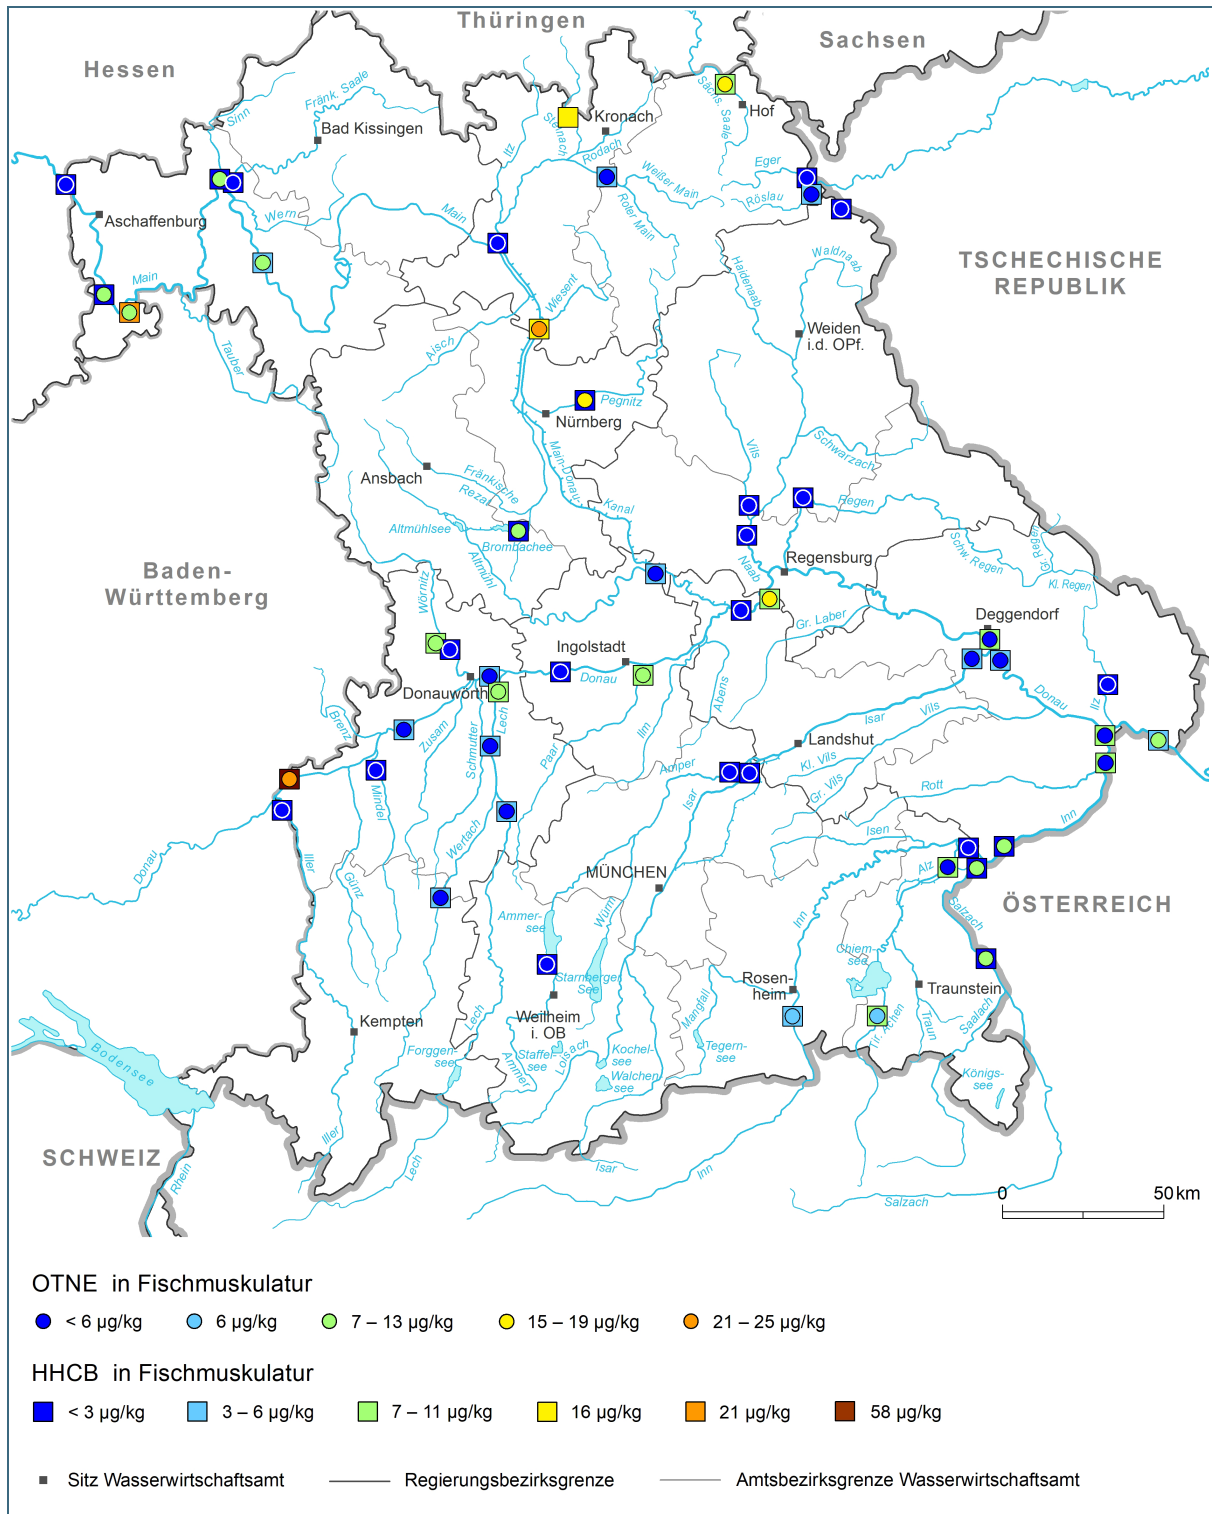 Thüringen
Sachsen
Hessen
Fränk. Saale
Sinn
Bad Kissingen
Kronach
Steinach
Rodach
Itz
Sächs. Saale
Hof
Eger
Röslau
Weißer Main
Roter Main
Aschaffenburg
Wern
Main
Main
Wiesent
Haidenaab
Waldnaab
TSCHECHISCHE
REPUBLIK
Weiden
i.d. OPf.
Tauber
Aisch
Pegnitz
Nürnberg
Ansbach
Fränkische
Rezat
Main-Donau-
Kanal
Vils
Schwarzach
Regen
Altmühlsee
Brombachsee
Altmühl
Naab
Regensburg
Schw. Regen
Gr. Regen
Kl. Regen
Baden-
Württemberg
Wörnitz
Gr. Laber
Deggendorf
Ingolstadt
Donau
Donauwörth
Abens
Donau
Ilz
Brenz
Zusam
Schmutter
Lech
Paar
Ilm
Isar
Vils
Landshut
Amper
Isar
Kl. Vils
Gr. Vils
Rott
Inn
Mindel
Wertach
Isen
Donau
Iller
Günz
MÜNCHEN
Alz
Salzach
ÖSTERREICH
Ammer-
see
Würm
Inn
Chiem-
see
Starnberger
See
Rosen-
heim
Traunstein
Weilheim
i. OB
Kempten
Lech
Mangfall
Tir. Achen
Traun
Saalach
Forggen-
see
Ammer
Staffel-
see
Loisach
Kochel-
see
Walchen-
see
Tegern-
see
Königs-
see
Bodensee
SCHWEIZ
Rhein
Iller
Lech
Isar
Inn
Salzach
0 50 km
OTNE in Fischmuskulatur
< 6 µg/kg 6 µg/kg 7 – 13 µg/kg 15 – 19 µg/kg 21 – 25 µg/kg
HHCB in Fischmuskulatur
< 3 µg/kg 3 – 6 µg/kg 7 – 11 µg/kg 16 µg/kg 21 µg/kg 58 µg/kg
Sitz Wasserwirtschaftsamt Regierungsbezirksgrenze Amtsbezirksgrenze Wasserwirtschaftsamt